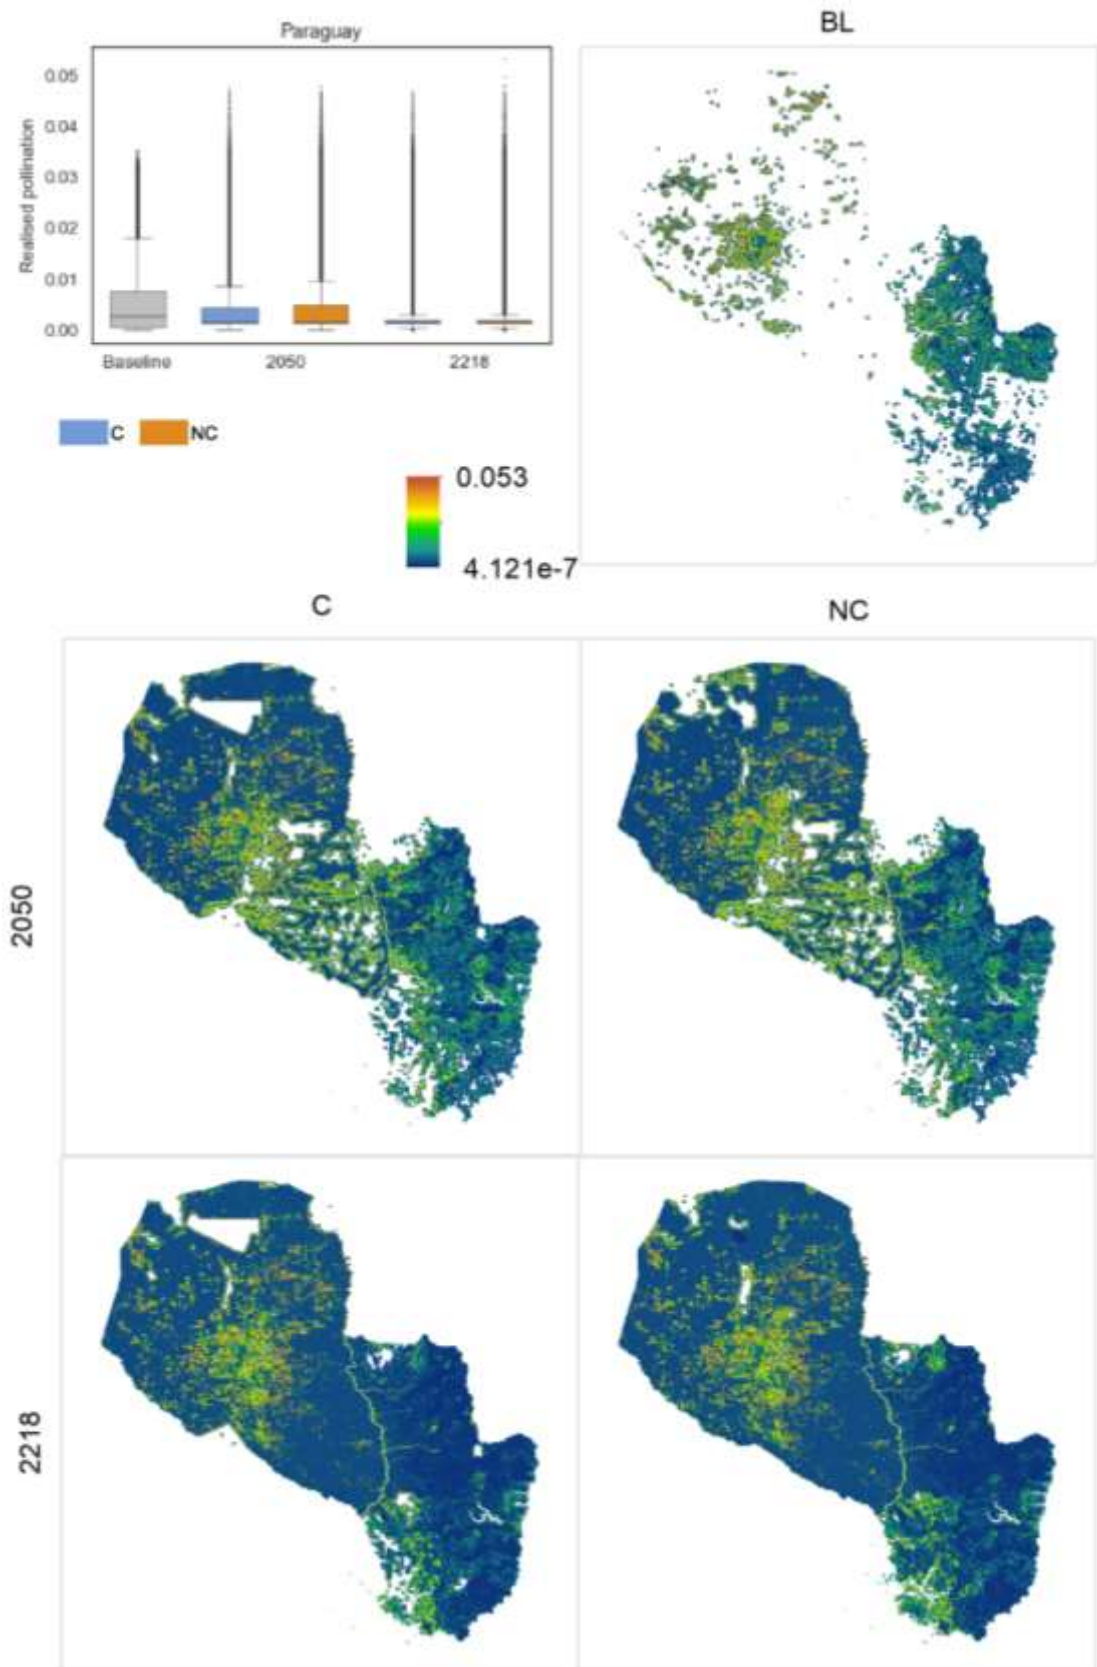 Paraguay
BL
0.05
0.04
0.03
0.02
0.01
0.00
Realised pollination
Baseline
2050
2218
C
NC
0.053
4.121e-7
C
NC
2050
2218